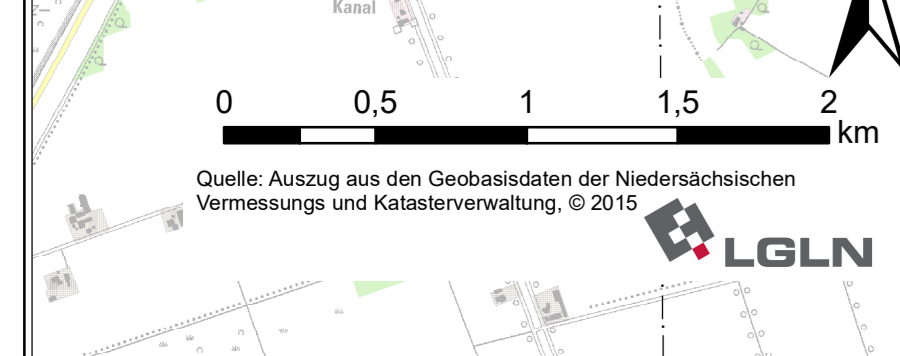 Kanal
0 0,5 1 1,5 2
km
Quelle: Auszug aus den Geobasisdaten der Niedersächsischen
Vermessungs und Katasterverwaltung, © 2015
LGLN